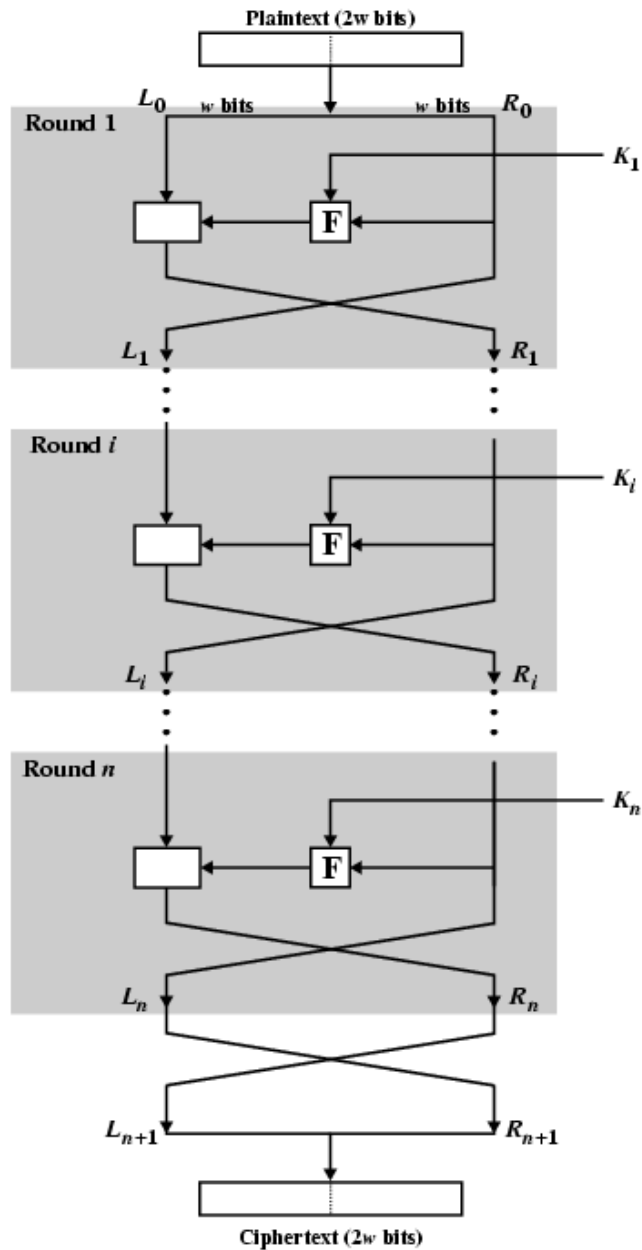 Plaintext (2w bits)
L0 w bits w bits R0
Round 1
K1
F
L1 R1
Round i
Ki
F
Li Ri
Round n
Kn
F
Ln Rn
Ln+1 Rn+1
Ciphertext (2w bits)